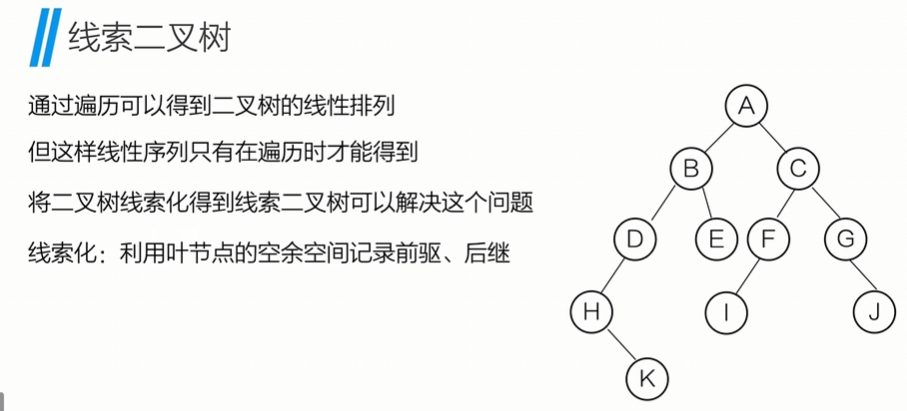 线索二叉树
通过遍历可以得到二叉树的线性排列
但这样线性序列只有在遍历时才能得到
将二叉树线索化得到线索二叉树可以解决这个问题
线索化：利用叶节点的空余空间记录前驱、后继
A
B
C
D
E
F
G
H
I
J
K